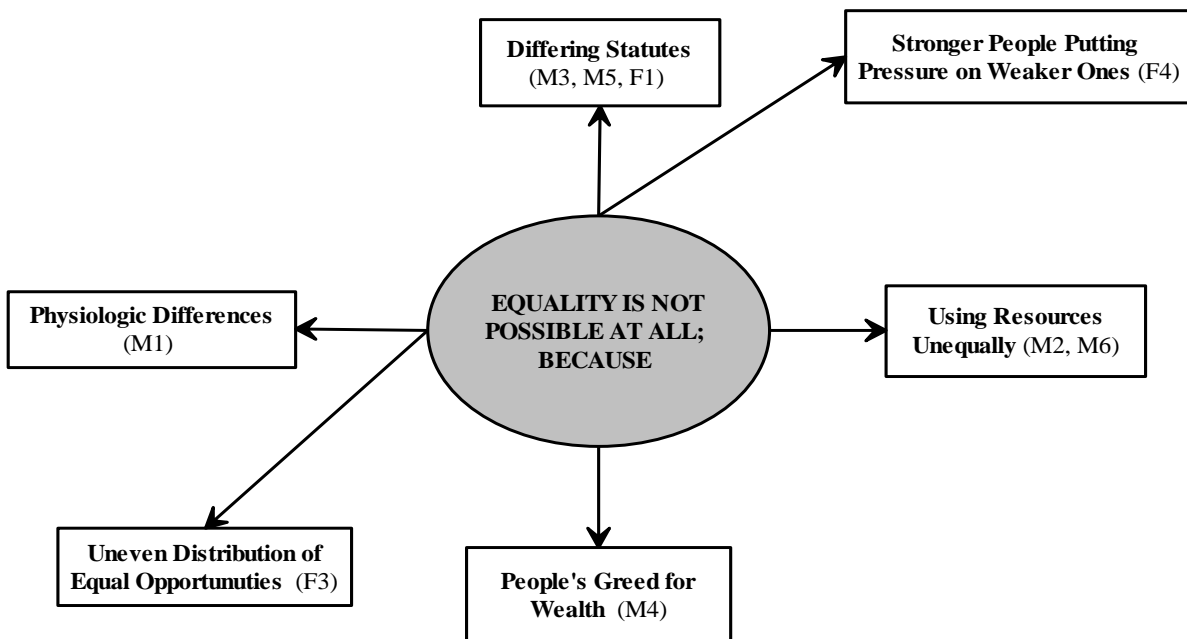 Differing Statutes
(M3, M5, F1)
Stronger People Putting
Pressure on Weaker Ones (F4)
EQUALITY IS NOT
POSSIBLE AT ALL;
BECAUSE
Physiologic Differences
(M1)
Using Resources
Unequally (M2, M6)
Uneven Distribution of
Equal Opportunuties (F3)
People's Greed for
Wealth (M4)